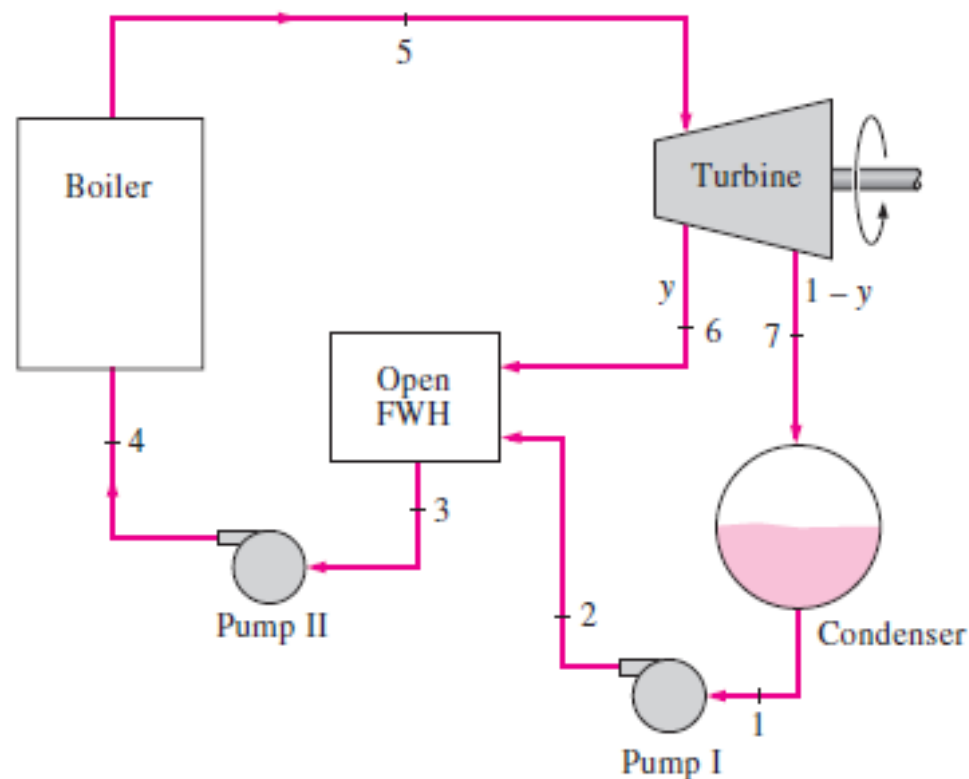 5
Boiler
Turbine
y
1 – y
6
7
Open
FWH
4
3
2
Pump II
Condenser
1
Pump I